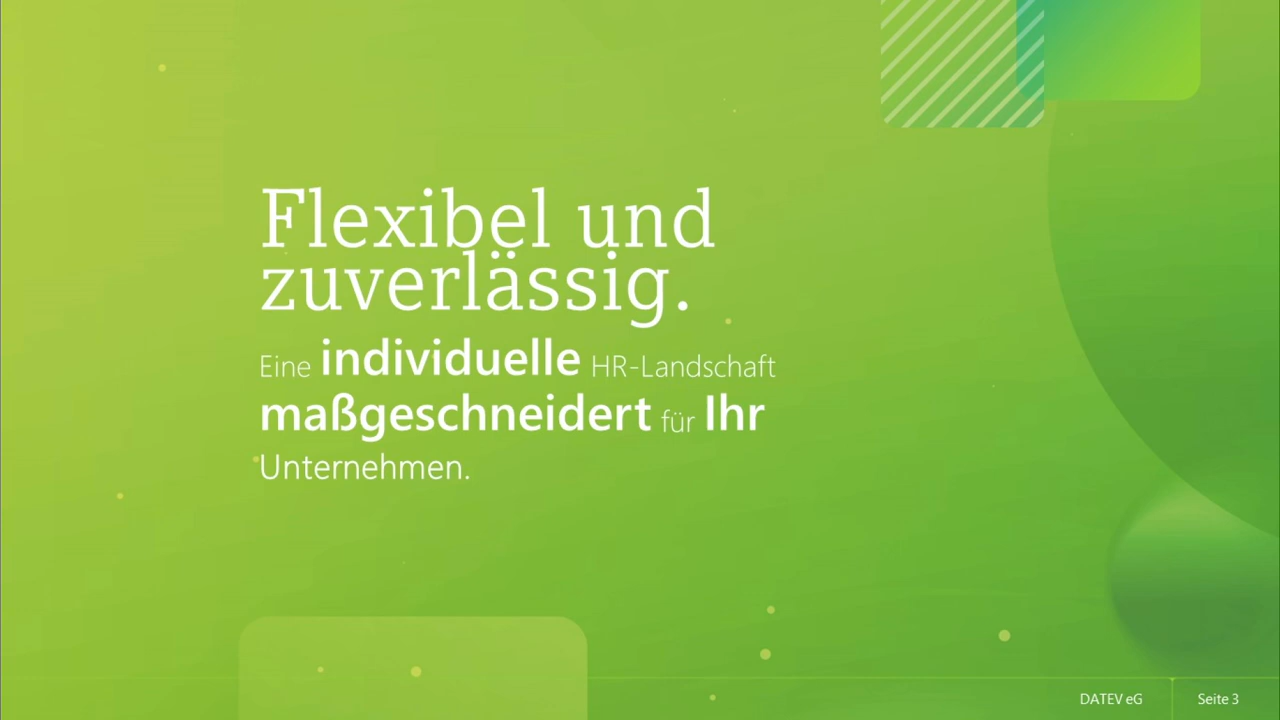 Flexibel und
zuverlässig.
Eine individuelle HR-Landschaft
maßgeschneidert für Ihr
Unternehmen.
DATEV eG
Seite 3